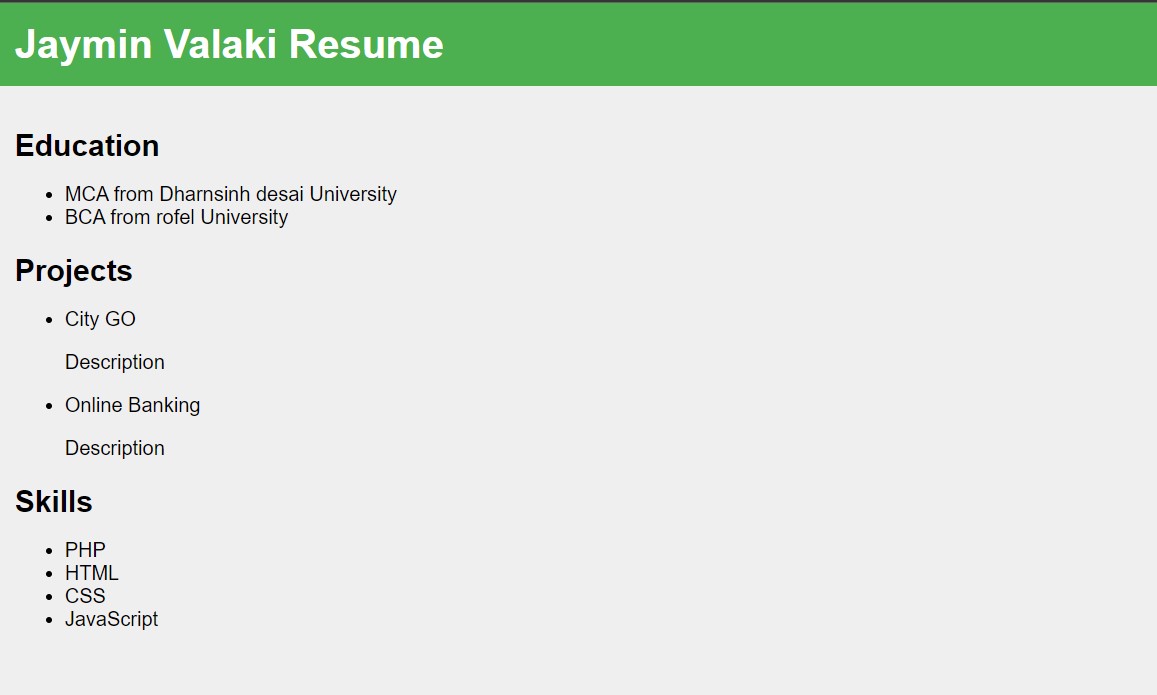 Jaymin Valaki Resume
Education
MCA from Dharnsinh desai University
BCA from rofel University
Projects
City GO
Description
Online Banking
Description
Skills
PHP
HTML
CSS
JavaScript